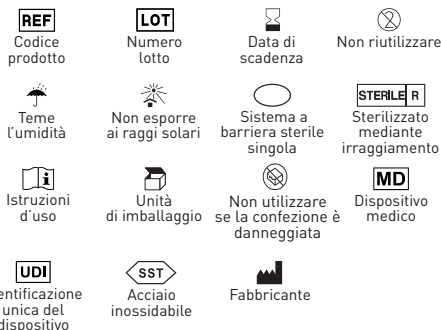 REF
LOT
Codice
prodotto
Numero
lotto
Data di
scadenza
Non riutilizzare
STERILE R
Teme
l'umidità
Non esporre
ai raggi solari
Sistema a
barriera sterile
singola
Sterilizzato
mediante
irraggiamento
i
MD
Istruzioni
d'uso
Unità
di imballaggio
Non utilizzare
se la confezione è
danneggiata
Dispositivo
medico
UDI
SST
entificazione
unica del
dispositivo
Acciaio
inossidabile
Fabbricante